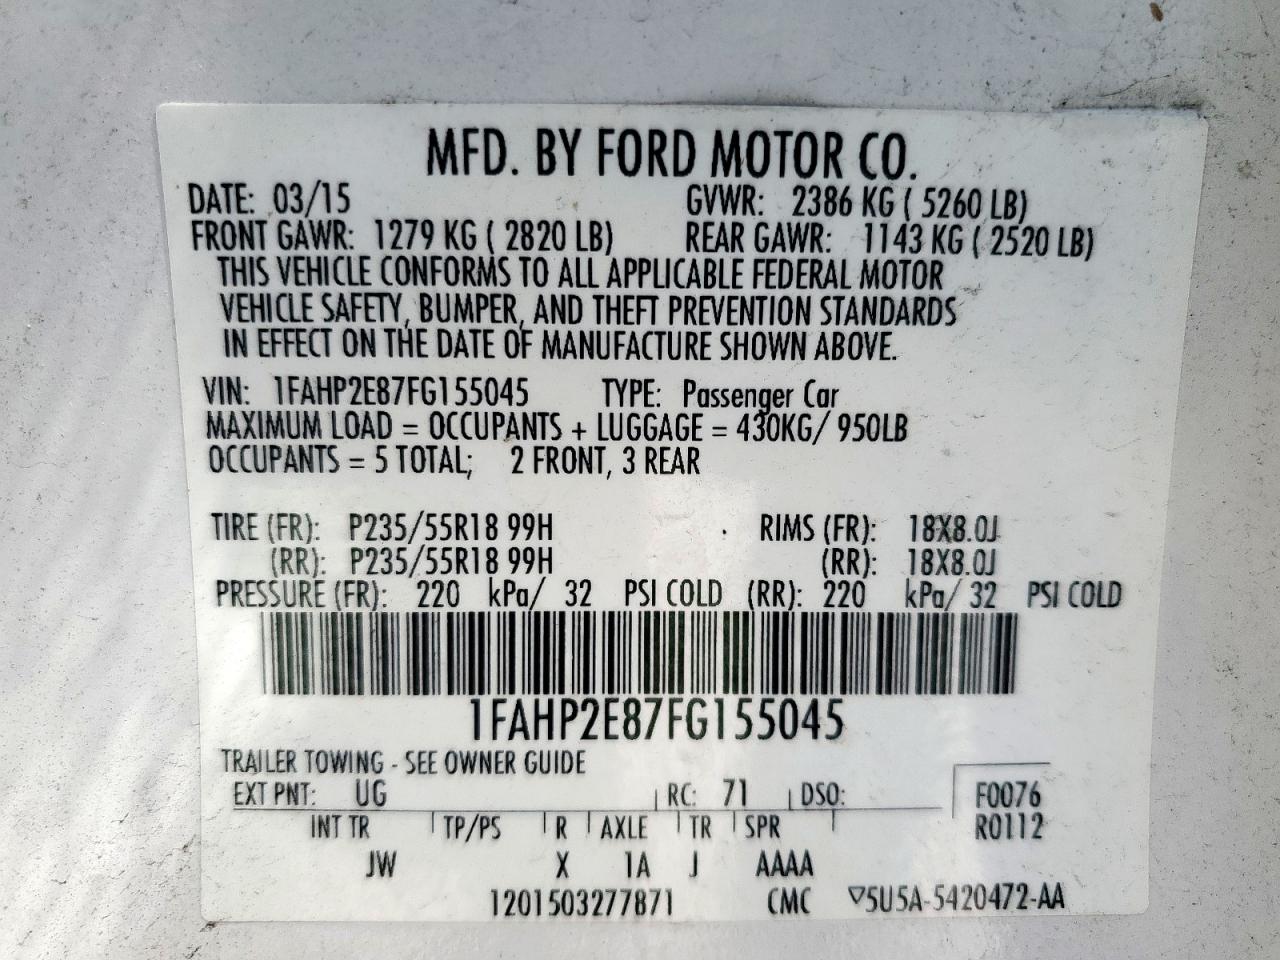 MFD. BY FORD MOTOR CO.
DATE: 03/15 GVWR: 2386 KG ( 5260 LB)
FRONT GAWR: 1279 KG ( 2820 LB) REAR GAWR: 1143 KG ( 2520 LB)
THIS VEHICLE CONFORMS TO ALL APPLICABLE FEDERAL MOTOR
VEHICLE SAFETY, BUMPER, AND THEFT PREVENTION STANDARDS
IN EFFECT ON THE DATE OF MANUFACTURE SHOWN ABOVE.
VIN: 1FAHP2E87FG155045 TYPE: Passenger Car
MAXIMUM LOAD = OCCUPANTS + LUGGAGE = 430KG/ 950LB
OCCUPANTS = 5 TOTAL; 2 FRONT, 3 REAR
TIRE (FR): P235/55R18 99H RIMS (FR): 18X8.0J
(RR): P235/55R18 99H (RR): 18X8.0J
PRESSURE (FR): 220 kPa/ 32 PSI COLD (RR): 220 kPa/ 32 PSI COLD
1FAHP2E87FG155045
TRAILER TOWING - SEE OWNER GUIDE
EXT PNT: UG RC: 71 DSO: F0076
INT TR TP/PS R AXLE TR SPR R0112
JW X 1A J AAAA
1201503277871 CMC ▽5U5A-5420472-AA